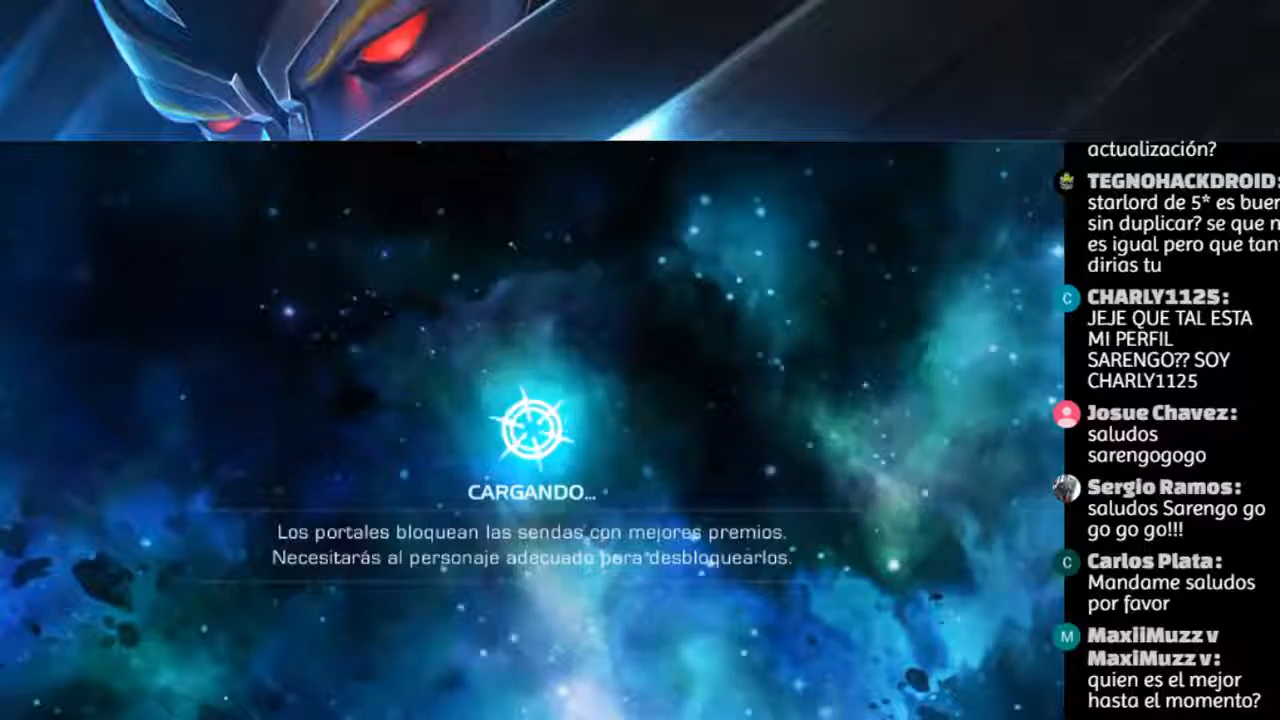 CARGANDO...
Los portales bloquean las sendas con mejores premios.
Necesitarás al personaje adecuado para desbloquearlos.
actualización?
TEGNOHACKDROID:
starlord de 5* es
sin duplicar? se que
es igual pero que
dirias tu
CHARLY1125:
JEJE QUE TAL ESTA
MI PERFIL
SARENGO?? SOY
CHARLY1125
Josue Chavez:
saludos
sarengogogo
Sergio Ramos:
saludos Sarengo go
go go go!!!
Carlos Plata:
Mandame saludos
por favor
MaxiiMuzz v
MaxiMuzz v:
quien es el mejor
hasta el momento?